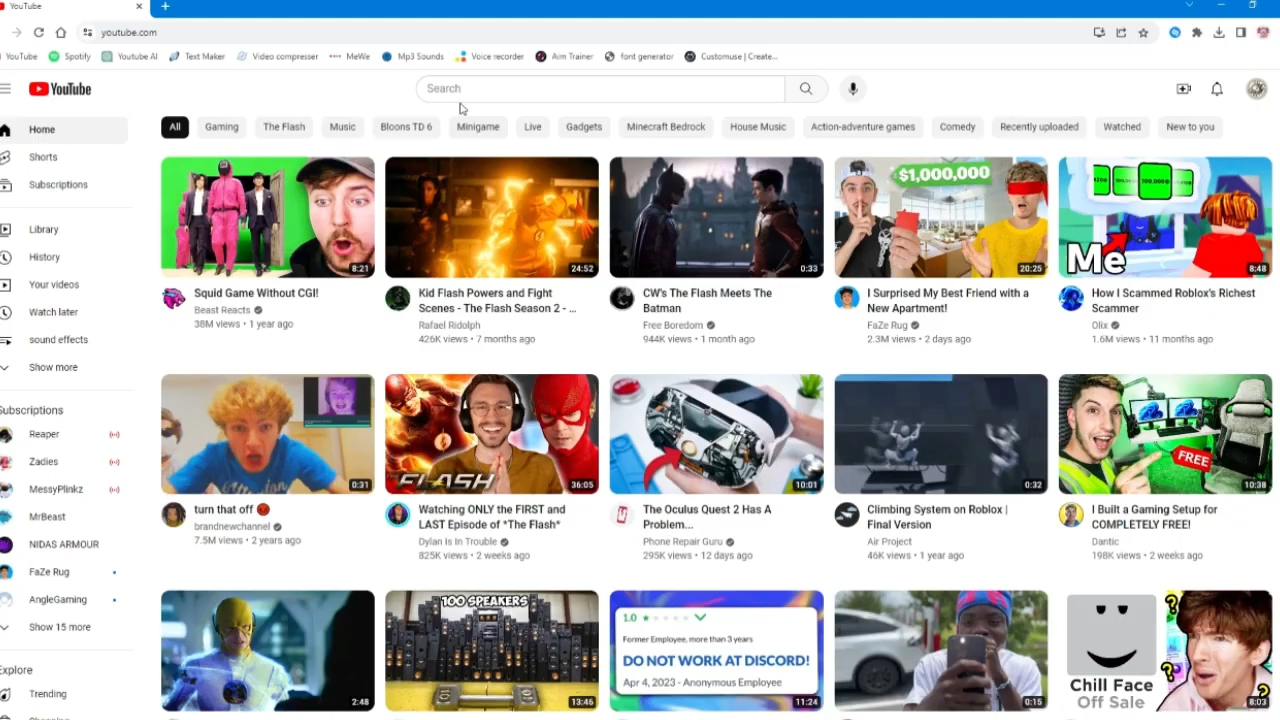 YouTube
youtube.com
YouTube
Spotify
Youtube AI
Text Maker
Video compresser
MeWe
Mp3 Sounds
Voice recorder
Aim Trainer
font generator
Customuse | Create...
YouTube
Search
All
Gaming
The Flash
Music
Bloons TD 6
Minigame
Live
Gadgets
Minecraft Bedrock
House Music
Action-adventure games
Comedy
Recently uploaded
Watched
New to you
Home
Shorts
Subscriptions
Library
History
Your videos
Watch later
sound effects
Show more
Subscriptions
Reaper
Zadies
MessyPlinkz
MrBeast
NIDAS ARMOUR
FaZe Rug
AngleGaming
Show 15 more
Explore
Trending
8:21
Squid Game Without CGI!
Beast Reacts
38M views • 1 year ago
24:52
Kid Flash Powers and Fight
Scenes - The Flash Season 2 - ...
Rafael Ridolph
426K views • 7 months ago
0:33
CW's The Flash Meets The
Batman
Free Boredom
944K views • 1 month ago
$1,000,000
20:25
I Surprised My Best Friend with a
New Apartment!
FaZe Rug
2.3M views • 2 days ago
Me
8:48
How I Scammed Roblox's Richest
Scammer
Olix
1.6M views • 11 months ago
0:31
turn that off 😡
brandnewchannel
7.5M views • 2 years ago
FLASH
36:05
Watching ONLY the FIRST and
LAST Episode of *The Flash*
Dylan Is In Trouble
825K views • 2 weeks ago
10:01
The Oculus Quest 2 Has A
Problem...
Phone Repair Guru
295K views • 12 days ago
0:32
Climbing System on Roblox |
Final Version
Air Project
46K views • 1 year ago
FREE
10:38
I Built a Gaming Setup for
COMPLETELY FREE!
Dantic
198K views • 2 weeks ago
2:48
100 SPEAKERS
13:46
1.0
Former Employee, more than 3 years
DO NOT WORK AT DISCORD!
Apr 4, 2023 - Anonymous Employee
11:24
0:15
Chill Face
Off Sale
8:03